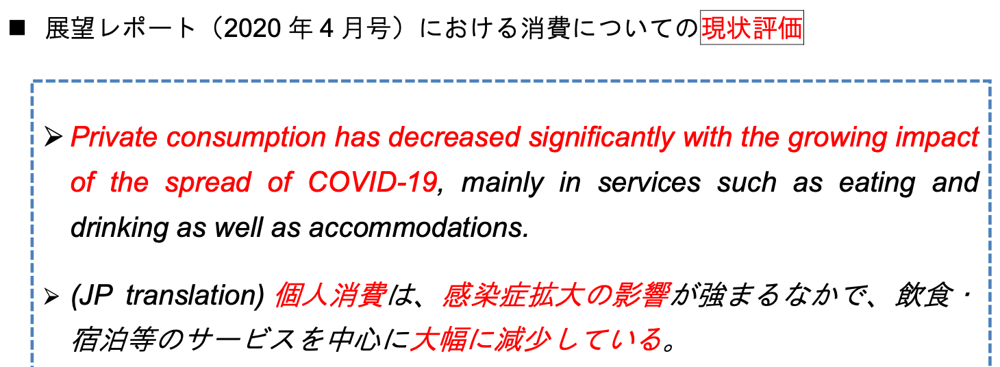 ■ 展望レポート（2020 年 4 月号）における消費についての現状評価
➢ Private consumption has decreased significantly with the growing impact
of the spread of COVID-19, mainly in services such as eating and
drinking as well as accommodations.
➢ (JP translation) 個人消費は、感染症拡大の影響が強まるなかで、飲食・
宿泊等のサービスを中心に大幅に減少している。